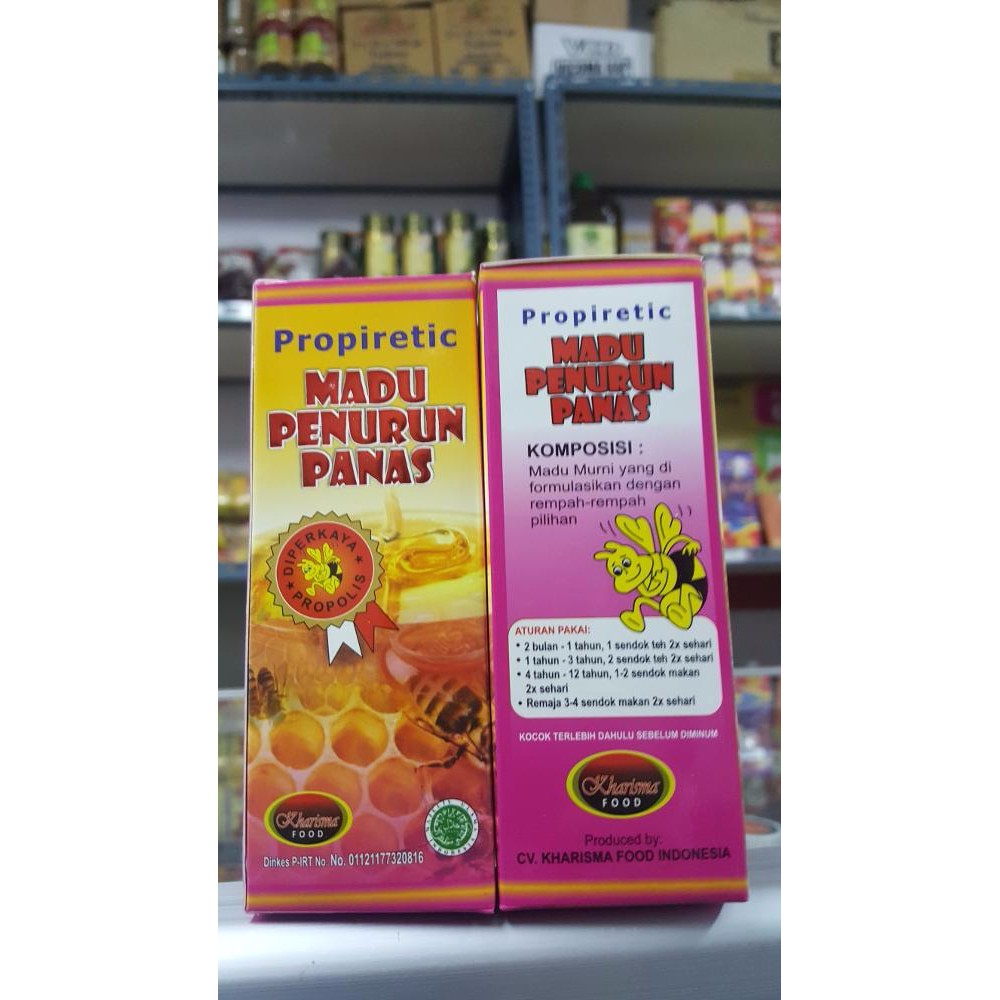 Propiretic
MADU
PENURUN
PANAS
DIPERKAYA
PROPOLIS
Kharisma
FOOD
Dinkes P-IRT No. No. 01121177320816
Propiretic
MADU
PENURUN
PANAS
KOMPOSISI :
Madu Murni yang di
formulasikan dengan
rempah-rempah
pilihan
ATURAN PAKAI:
• 2 bulan - 1 tahun, 1 sendok teh 2x sehari
• 1 tahun - 3 tahun, 2 sendok teh 2x sehari
• 4 tahun - 12 tahun, 1-2 sendok makan
2x sehari
• Remaja 3-4 sendok makan 2x sehari
KOCOK TERLEBIH DAHULU SEBELUM DIMINUM
Kharisma
FOOD
Produced by:
CV. KHARISMA FOOD INDONESIA